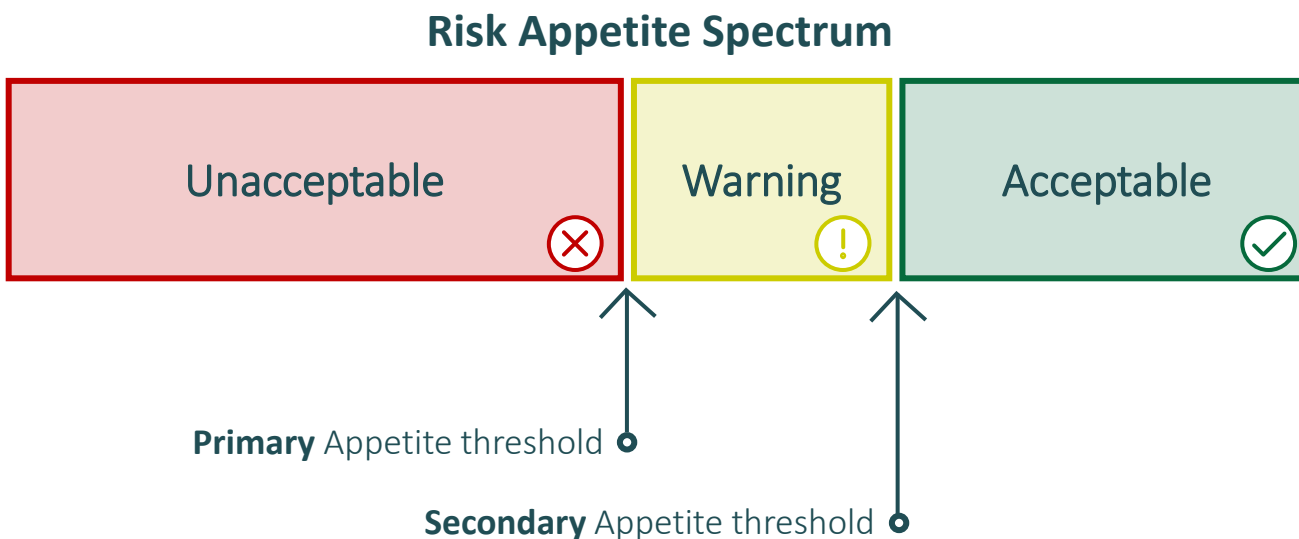 Risk Appetite Spectrum
Unacceptable
Warning
Acceptable
Primary Appetite threshold
Secondary Appetite threshold